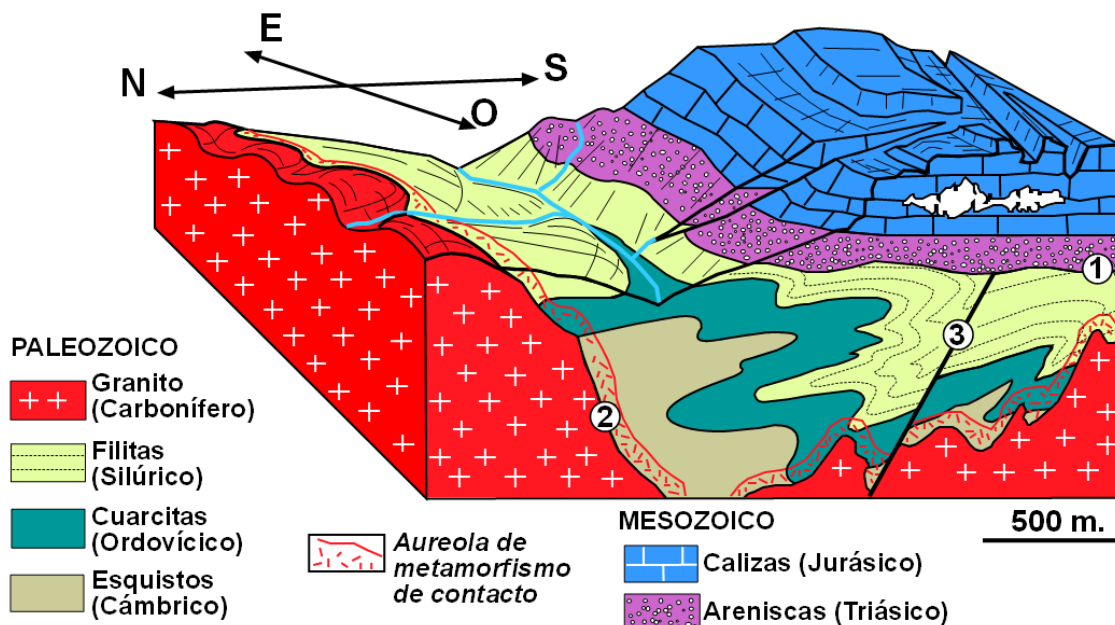 E
N
S
O
1
3
2
PALEOZOICO
Granito
(Carbonífero)
Filitas
(Silúrico)
Cuarcitas
(Ordovícico)
Esquistos
(Cámbrico)
Aureola de
metamorfismo
de contacto
500 m.
MESOZOICO
Calizas (Jurásico)
Areniscas (Triásico)